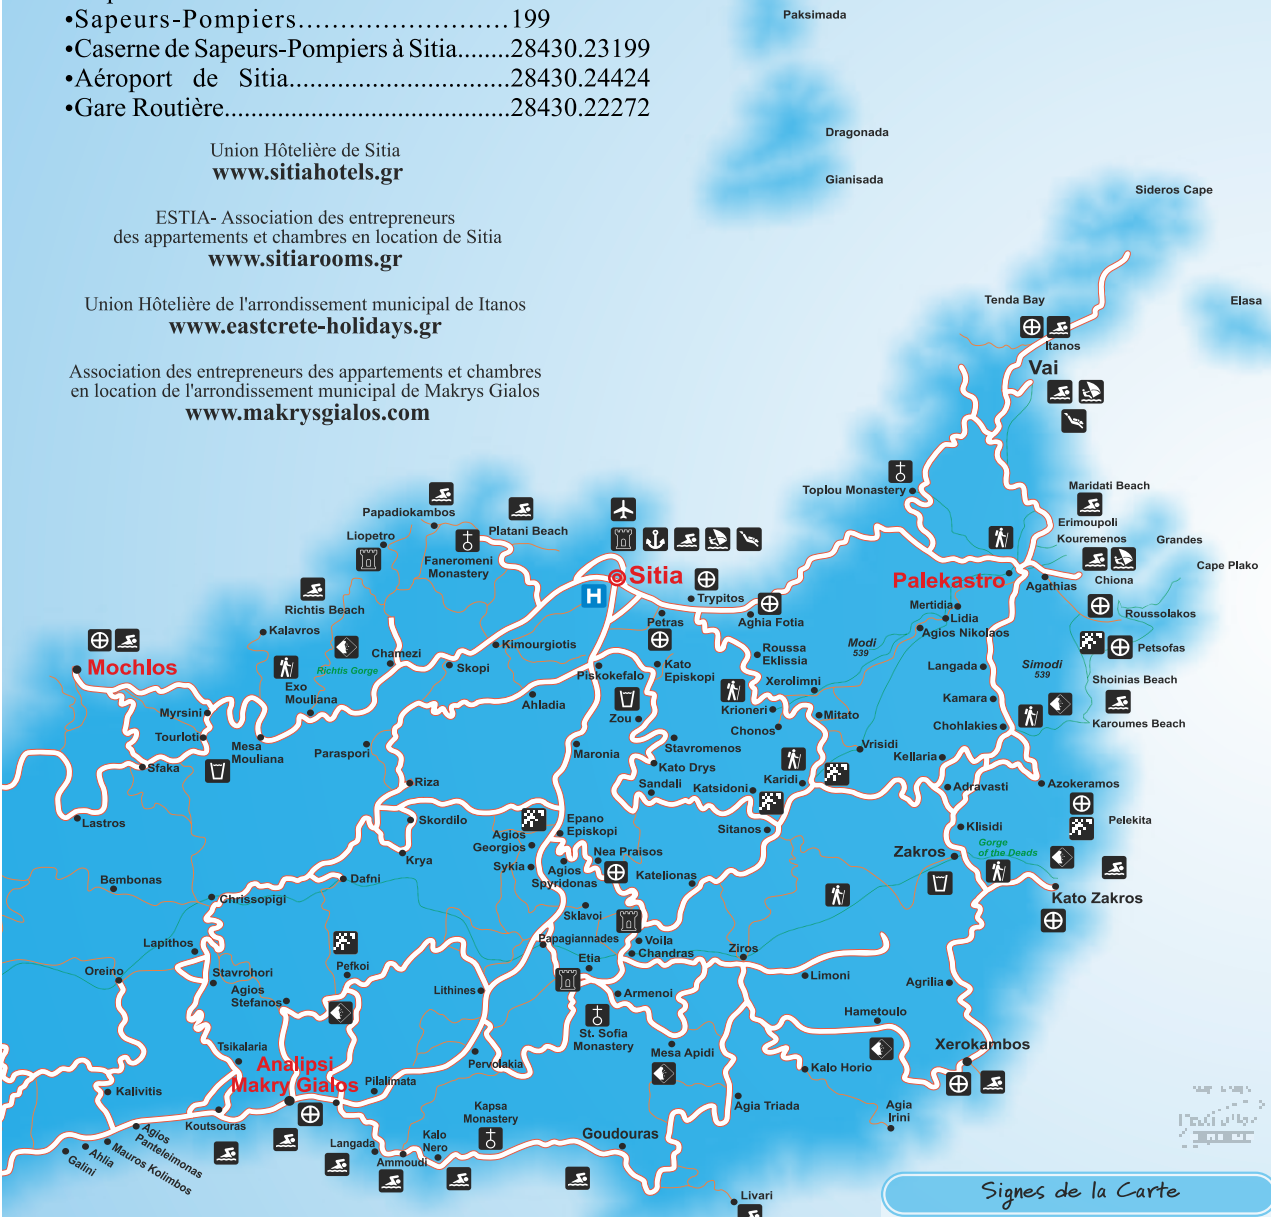 •Sapeurs-Pompiers........................199
•Caserne de Sapeurs-Pompiers à Sitia........28430.23199
•Aéroport de Sitia..................................28430.24424
•Gare Routière...........................................28430.22272
Union Hôtelière de Sitia
www.sitiahotels.gr
ESTIA- Association des entrepreneurs
des appartements et chambres en location de Sitia
www.sitiarooms.gr
Union Hôtelière de l'arrondissement municipal de Itanos
www.eastcrete-holidays.gr
Association des entrepreneurs des appartements et chambres
en location de l'arrondissement municipal de Makrys Gialos
www.makrysgialos.com
Paksimada
Dragonada
Gianisada
Sideros Cape
Tenda Bay
Elasa
Itanos
Vai
Toplou Monastery
Maridati Beach
Erimoupoli
Kouremenos
Grandes
Cape Plako
Papadiokambos
Platani Beach
Liopetro
Faneromeni
Monastery
Sitia
H
Palekastro
Agathias
Chiona
Richtis Beach
Trypitos
Petras
Aghia Fotia
Mertidia
Lidia
Agios Nikolaos
Roussolakos
Petsofas
Kalavros
Kimourgiotis
Chamezi
Richtis Gorge
Skopi
Piskokefalo
Kato
Episkopi
Roussa
Eklissia
Modi
539
Simodi
539
Langada
Shoinias Beach
Mochlos
Exo
Mouliana
Ahladia
Xerolimni
Kamara
Karoumes Beach
Myrsini
Tourloti
Mesa
Mouliana
Zou
Krioneri
Chonos
Mitato
Chohlakies
Paraspori
Maronia
Stavromenos
Vrisidi
Kellaria
Sfaka
Kato Drys
Riza
Sandali
Katsidoni
Karidi
Adravasti
Azokeramos
Lastros
Skordilo
Epano
Episkopi
Sitanos
Klisidi
Pelekita
Agios
Georgios
Krya
Nea Praisos
Zakros
Gorge
of the Deads
Sykia
Agios
Spyridonas
Katelionas
Bembonas
Dafni
Kato Zakros
Chrissopigi
Sklavoi
Lapithos
Papagiannades
Voila
Chandras
Ziros
Etia
Oreino
Stavrohori
Pefkoi
Limoni
Agrilia
Agios
Stefanos
Lithines
Armenoi
Hametoulo
St. Sofia
Monastery
Tsikalaria
Xerokambos
Mesa Apidi
Analipsi
Makry Gialos
Pervolakia
Kalo Horio
Kalivitis
Pilalimata
Agia Triada
Agia
Irini
Koutsouras
Kapsa
Monastery
Agios
Panteleimonas
Mauros Kolimbos
Ahlia
Galini
Langada
Kalo
Nero
Ammoudi
Goudouras
Livari
Signes de la Carte